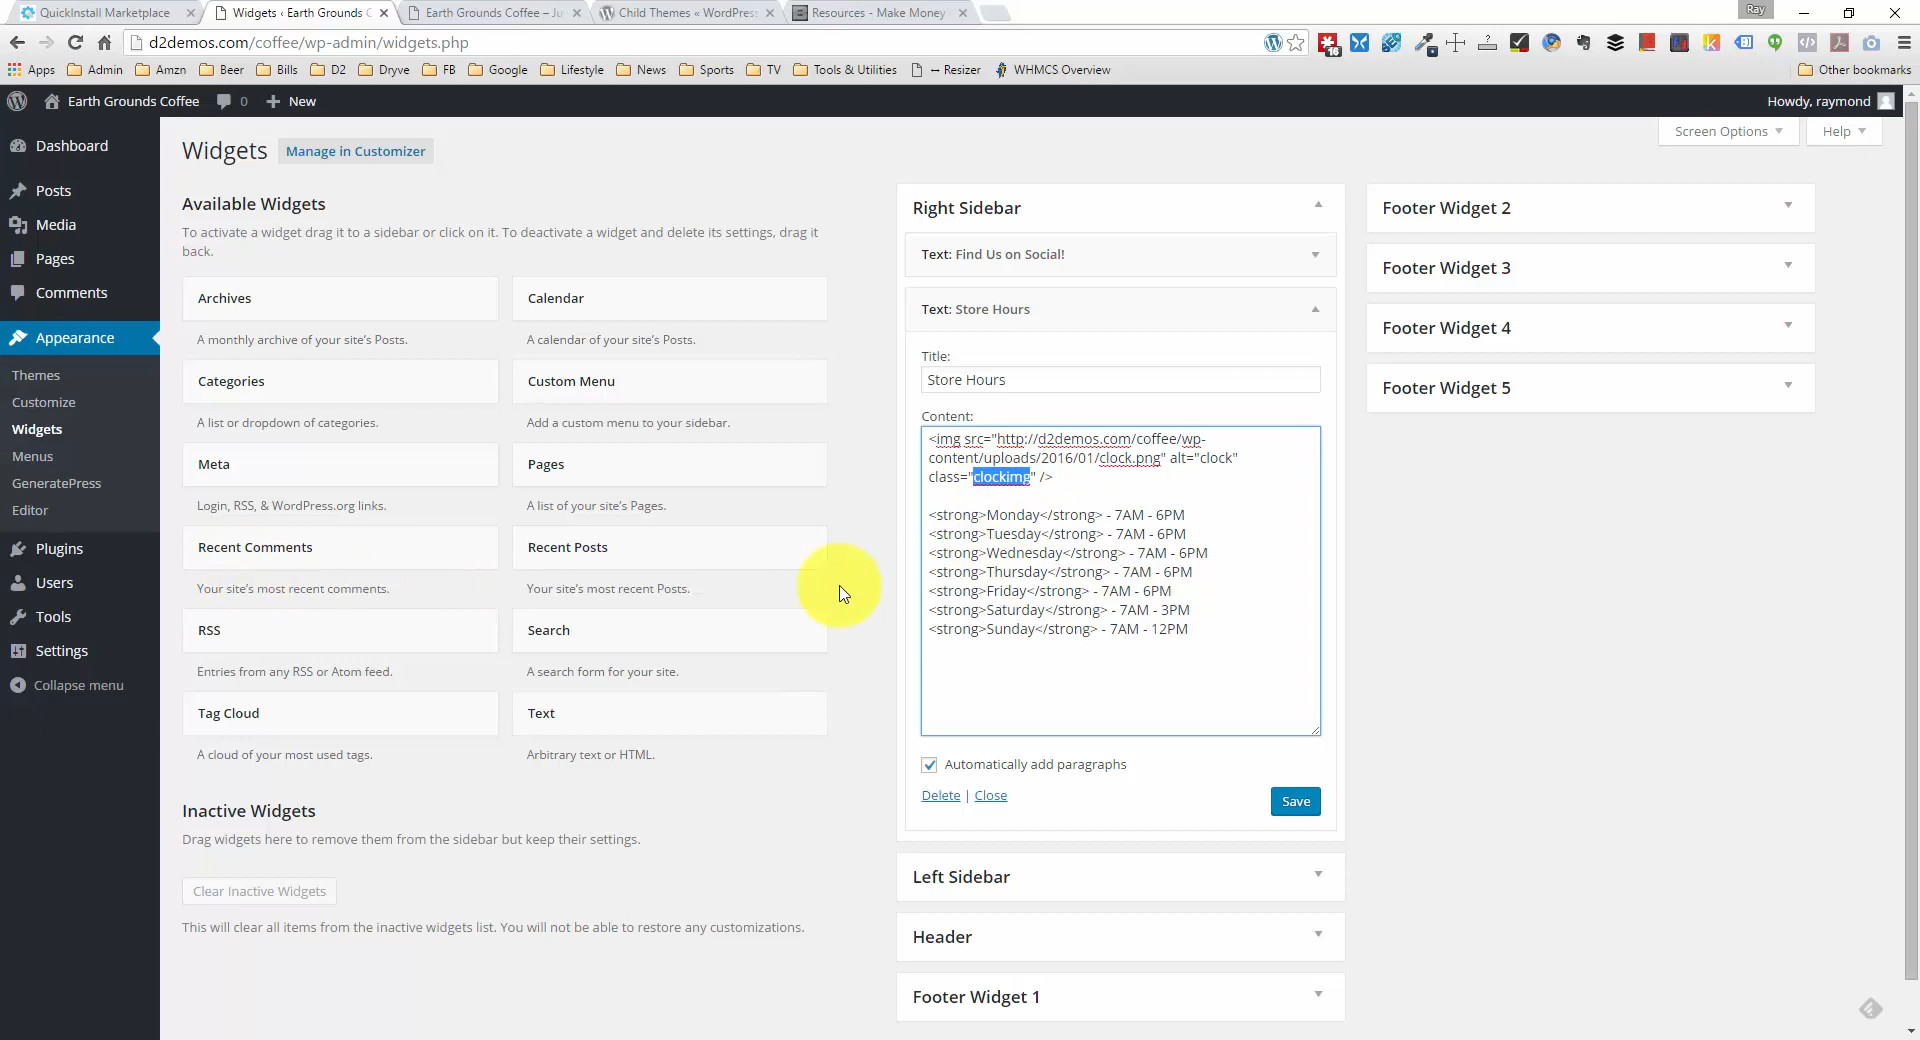 QuickInstall Marketplace
Widgets ‹ Earth Grounds C
Earth Grounds Coffee – Ju
Child Themes « WordPress
Resources - Make Money
Ray
d2demos.com/coffee/wp-admin/widgets.php
16
Apps Admin Amzn Beer Bills D2 Dryve FB Google Lifestyle News Sports TV Tools & Utilities -- Resizer WHMCS Overview Other bookmarks
Earth Grounds Coffee 0 New
Howdy, raymond
Screen Options
Help
Dashboard
Posts
Media
Pages
Comments
Appearance
Themes
Customize
Widgets
Menus
GeneratePress
Editor
Plugins
Users
Tools
Settings
Collapse menu
Widgets
Manage in Customizer
Available Widgets
To activate a widget drag it to a sidebar or click on it. To deactivate a widget and delete its settings, drag it
back.
Archives
A monthly archive of your site’s Posts.
Calendar
A calendar of your site’s Posts.
Categories
A list or dropdown of categories.
Custom Menu
Add a custom menu to your sidebar.
Meta
Login, RSS, & WordPress.org links.
Pages
A list of your site’s Pages.
Recent Comments
Your site’s most recent comments.
Recent Posts
Your site’s most recent Posts.
RSS
Entries from any RSS or Atom feed.
Search
A search form for your site.
Tag Cloud
A cloud of your most used tags.
Text
Arbitrary text or HTML.
Inactive Widgets
Drag widgets here to remove them from the sidebar but keep their settings.
Clear Inactive Widgets
This will clear all items from the inactive widgets list. You will not be able to restore any customizations.
Right Sidebar
Text: Find Us on Social!
Text: Store Hours
Title:
Store Hours
Content:
<img src="http://d2demos.com/coffee/wp-
content/uploads/2016/01/clock.png" alt="clock"
class="clockimg" />
<strong>Monday</strong> - 7AM - 6PM
<strong>Tuesday</strong> - 7AM - 6PM
<strong>Wednesday</strong> - 7AM - 6PM
<strong>Thursday</strong> - 7AM - 6PM
<strong>Friday</strong> - 7AM - 6PM
<strong>Saturday</strong> - 7AM - 3PM
<strong>Sunday</strong> - 7AM - 12PM
Automatically add paragraphs
Delete | Close
Save
Left Sidebar
Header
Footer Widget 1
Footer Widget 2
Footer Widget 3
Footer Widget 4
Footer Widget 5